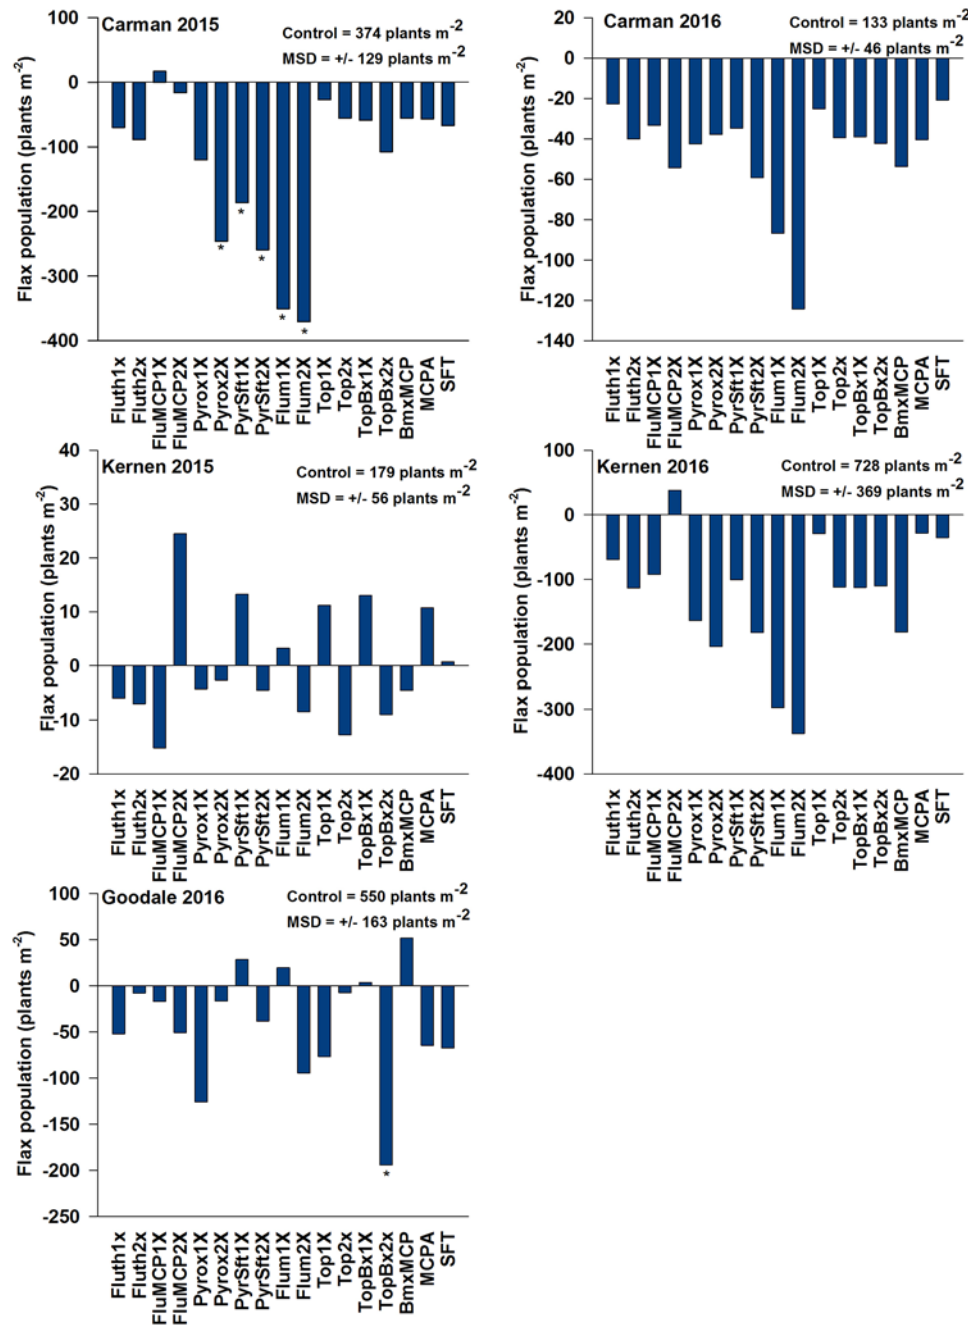 Carman 2015
Control = 374 plants m-2
MSD = +/- 129 plants m-2
Flax population (plants m-2)
100
0
-100
-200
-300
-400
*
*
*
*
*
Fluth1x
Fluth2x
FluMCP1X
FluMCP2X
Pyrox1X
Pyrox2X
PyrSft1X
PyrSft2X
Flum1X
Flum2X
Top1X
Top2x
TopBx1X
TopBx2x
BmxMCP
MCPA
SFT
Carman 2016
Control = 133 plants m-2
MSD = +/- 46 plants m-2
Flax population (plants m-2)
20
0
-20
-40
-60
-80
-100
-120
-140
Fluth1x
Fluth2x
FluMCP1X
FluMCP2X
Pyrox1X
Pyrox2X
PyrSft1X
PyrSft2X
Flum1X
Flum2X
Top1X
Top2x
TopBx1X
TopBx2x
BmxMCP
MCPA
SFT
Kernen 2015
Control = 179 plants m-2
MSD = +/- 56 plants m-2
Flax population (plants m-2)
40
30
20
10
0
-10
-20
Fluth1x
Fluth2x
FluMCP1X
FluMCP2X
Pyrox1X
Pyrox2X
PyrSft1X
PyrSft2X
Flum1X
Flum2X
Top1X
Top2x
TopBx1X
TopBx2x
BmxMCP
MCPA
SFT
Kernen 2016
Control = 728 plants m-2
MSD = +/- 369 plants m-2
Flax population (plants m-2)
100
0
-100
-200
-300
-400
Fluth1x
Fluth2x
FluMCP1X
FluMCP2X
Pyrox1X
Pyrox2X
PyrSft1X
PyrSft2X
Flum1X
Flum2X
Top1X
Top2x
TopBx1X
TopBx2x
BmxMCP
MCPA
SFT
Goodale 2016
Control = 550 plants m-2
MSD = +/- 163 plants m-2
Flax population (plants m-2)
100
50
0
-50
-100
-150
-200
-250
*
Fluth1x
Fluth2x
FluMCP1X
FluMCP2X
Pyrox1X
Pyrox2X
PyrSft1X
PyrSft2X
Flum1X
Flum2X
Top1X
Top2x
TopBx1X
TopBx2x
BmxMCP
MCPA
SFT